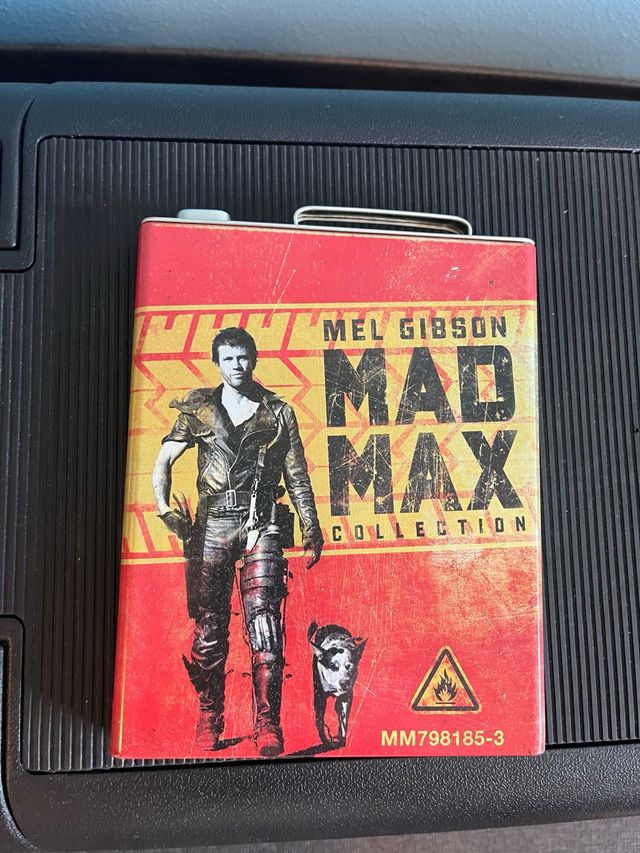 MEL GIBSON
MAD
MAX
COLLECTION
MM798185-3